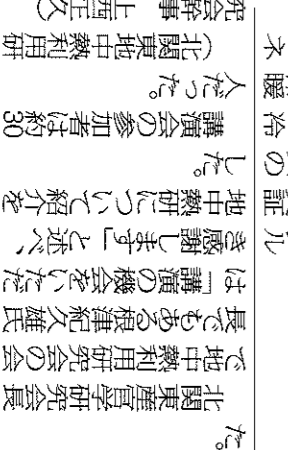 た。
　北関東産官学研究会長
で地中熱利用研究会の会
長でもある根津紀久雄氏
は「講演の機会をいただ
き感謝します」と述べ、
地中熱研について紹介を
した。
　講演会の参加者は約30
人だった。
（北関東地中熱利用研
究会幹事　上西正久